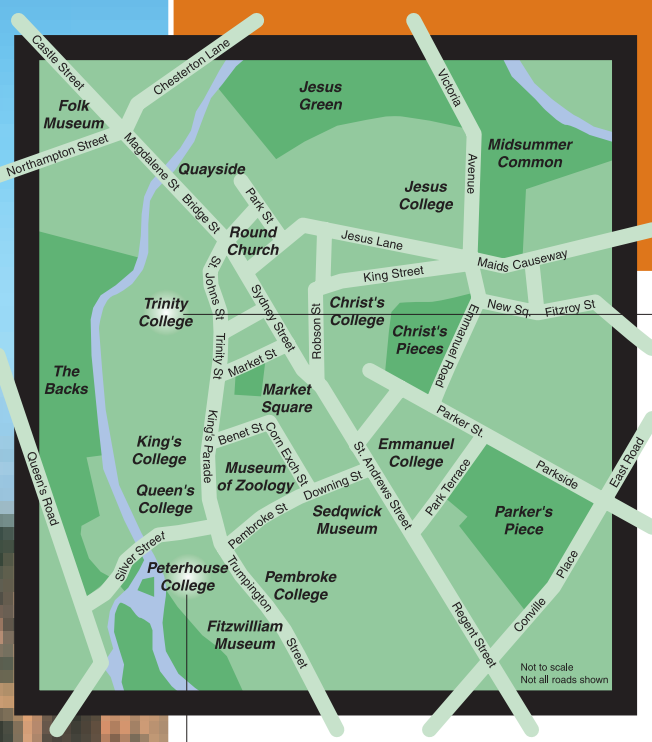 Castle Street
Chesterton Lane
Victoria
Avenue
Jesus
Green
Folk
Museum
Northampton Street
Magdalene St
Bridge St
Quayside
Park St
Midsummer
Common
Jesus
College
Round
Church
Jesus Lane
King Street
Maids Causeway
St. Johns St
Sydney Street
Robson St
Christ's
College
New Sq.
Fitzroy St
Trinity
College
Christ's
Pieces
Emmanuel Road
Trinity St
Market St
The
Backs
Market
Square
King's Parade
Benet St
Corn Exch St
Parker St.
Parkside
East Road
King's
College
Museum
of Zoology
Emmanuel
College
St. Andrews Street
Queen's Road
Queen's
College
Downing St
Park Terrace
Pembroke St
Sedqwick
Museum
Parker's
Piece
Silver Street
Peterhouse
College
Trumpington
Street
Pembroke
College
Place
Conville
Fitzwilliam
Museum
Regent Street
Not to scale
Not all roads shown